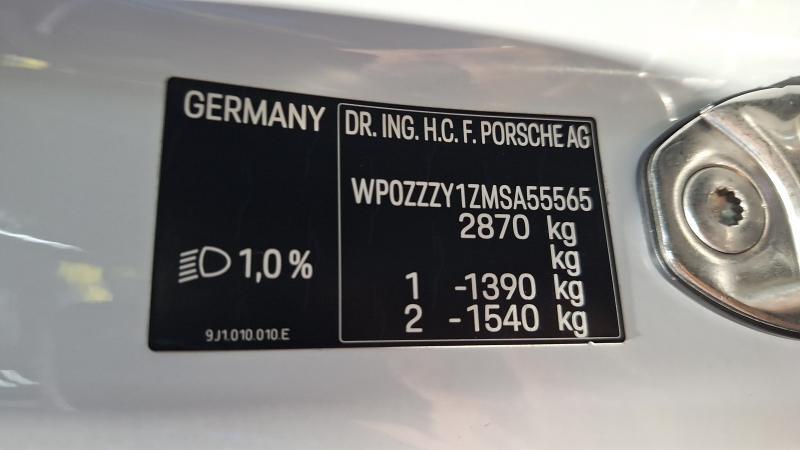 GERMANY
DR. ING. H.C. F. PORSCHE AG
WP0ZZZY1ZMSA55565
2870 kg
kg
1 -1390 kg
2 -1540 kg
1,0 %
9J1.010.010.E